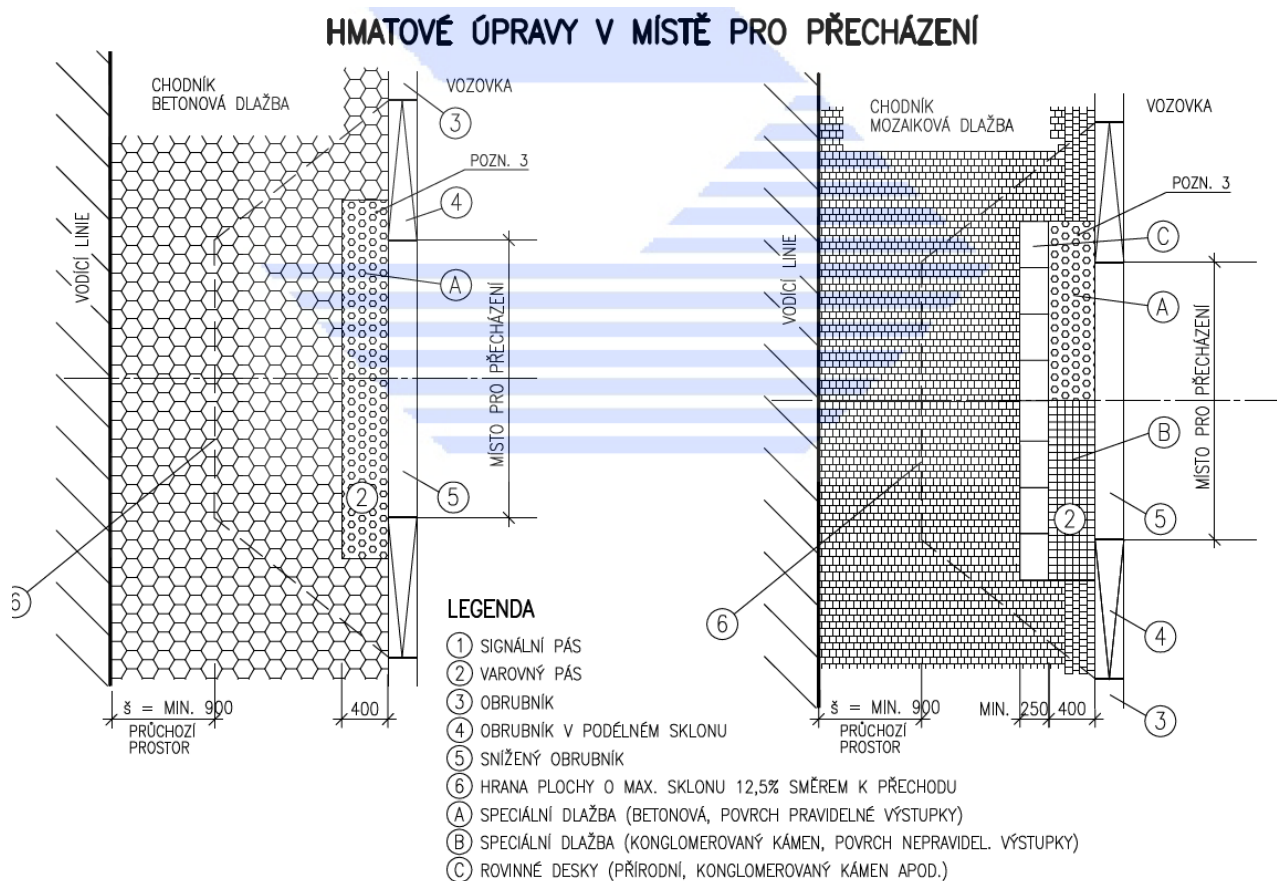 HMATOVÉ ÚPRAVY V MÍSTĚ PRO PŘECHÁZENÍ
CHODNÍK
BETONOVÁ DLAŽBA
VOZOVKA
3
POZN. 3
4
VODÍCÍ LINIE
A
MÍSTO PRO PŘECHÁZENÍ
2
5
6
š = MIN. 900
PRŮCHOZÍ
PROSTOR
400
CHODNÍK
MOZAIKOVÁ DLAŽBA
VOZOVKA
POZN. 3
C
VODÍCÍ LINIE
A
MÍSTO PRO PŘECHÁZENÍ
B
2
5
6
4
š = MIN. 900
PRŮCHOZÍ
PROSTOR
MIN. 250
400
3
LEGENDA
1 SIGNÁLNÍ PÁS
2 VAROVNÝ PÁS
3 OBRUBNÍK
4 OBRUBNÍK V PODÉLNÉM SKLONU
5 SNÍŽENÝ OBRUBNÍK
6 HRANA PLOCHY O MAX. SKLONU 12,5% SMĚREM K PŘECHODU
A SPECIÁLNÍ DLAŽBA (BETONOVÁ, POVRCH PRAVIDELNÉ VÝSTUPKY)
B SPECIÁLNÍ DLAŽBA (KONGLOMEROVANÝ KÁMEN, POVRCH NEPRAVIDEL. VÝSTUPKY)
C ROVINNÉ DESKY (PŘÍRODNÍ, KONGLOMEROVANÝ KÁMEN APOD.)